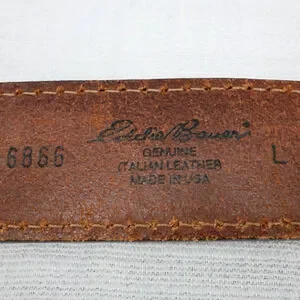 6866
Eddie Bauer
GENUINE
ITALIAN LEATHER
MADE IN USA
L